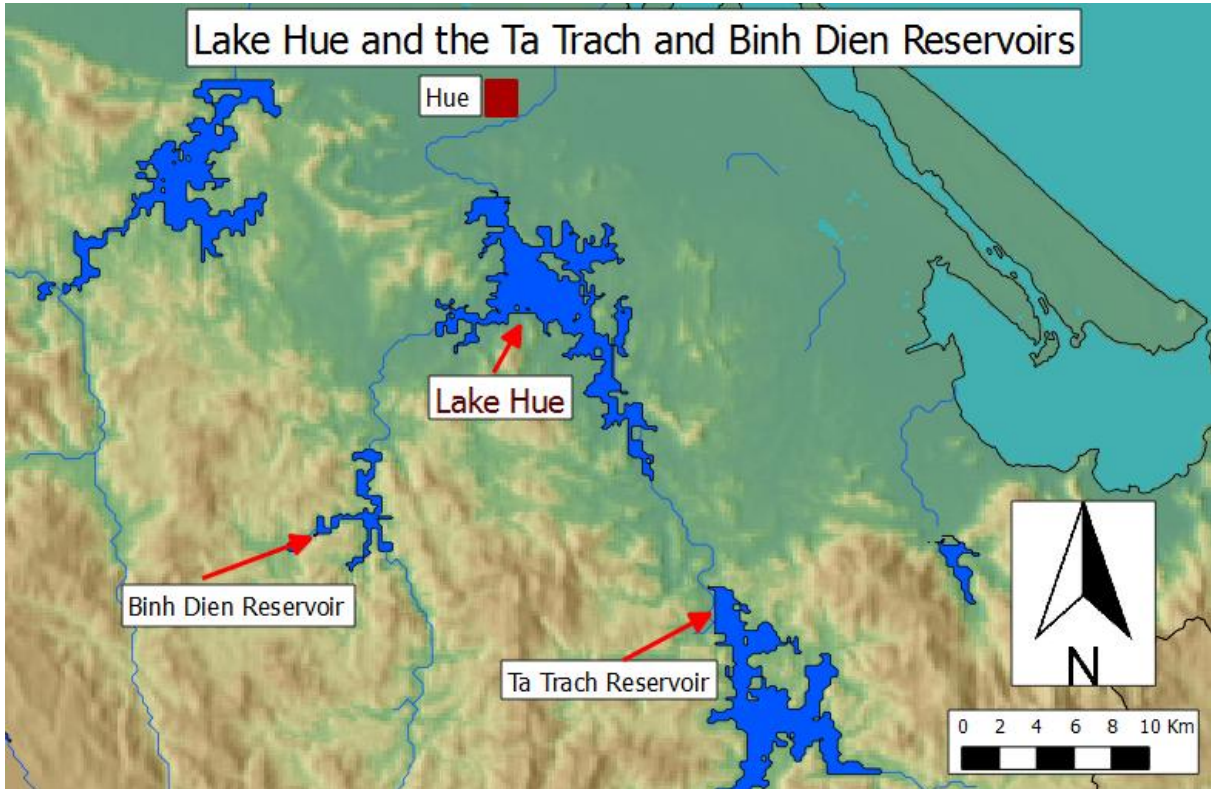 Lake Hue and the Ta Trach and Binh Dien Reservoirs
Hue
Lake Hue
Binh Dien Reservoir
Ta Trach Reservoir
N
0 2 4 6 8 10 Km